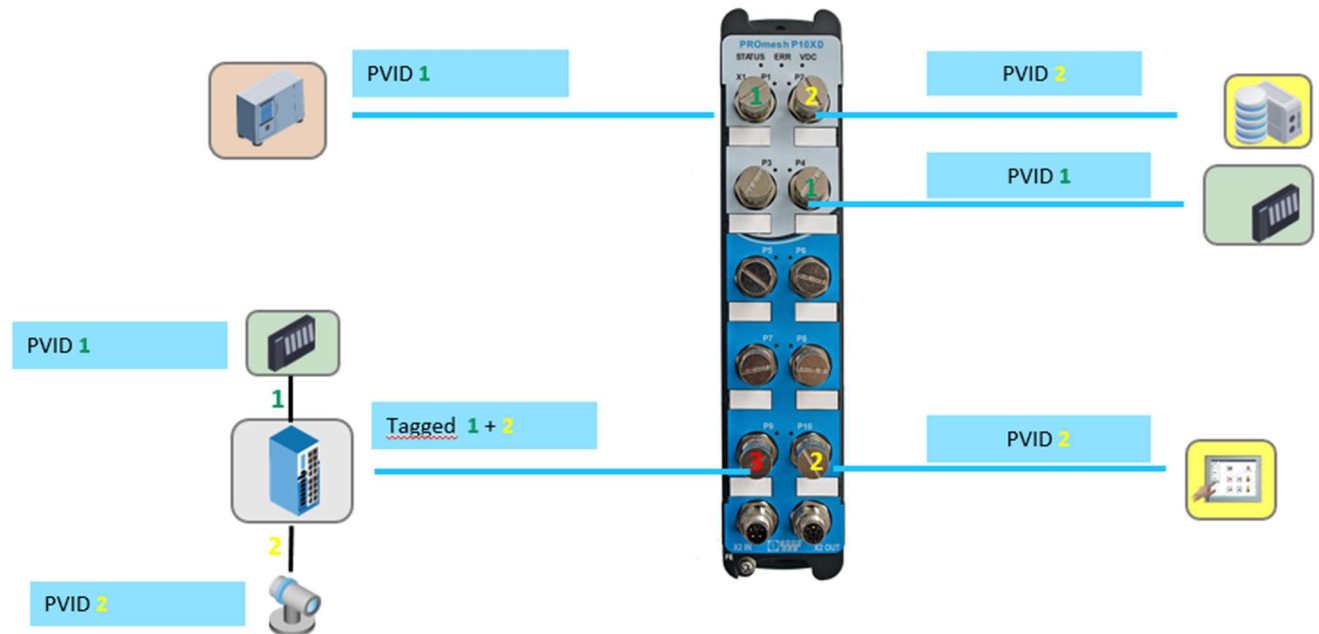 PROmesh P10XD
STATUS ERR VDC
X1 P1 P2
1 2
PVID 1
PVID 2
P3 P4
1
PVID 1
P5 P6
P7 P8
PVID 1
1
Tagged 1 + 2
P9 P10
3 2
PVID 2
2
PVID 2
X2 IN X2 OUT
FE